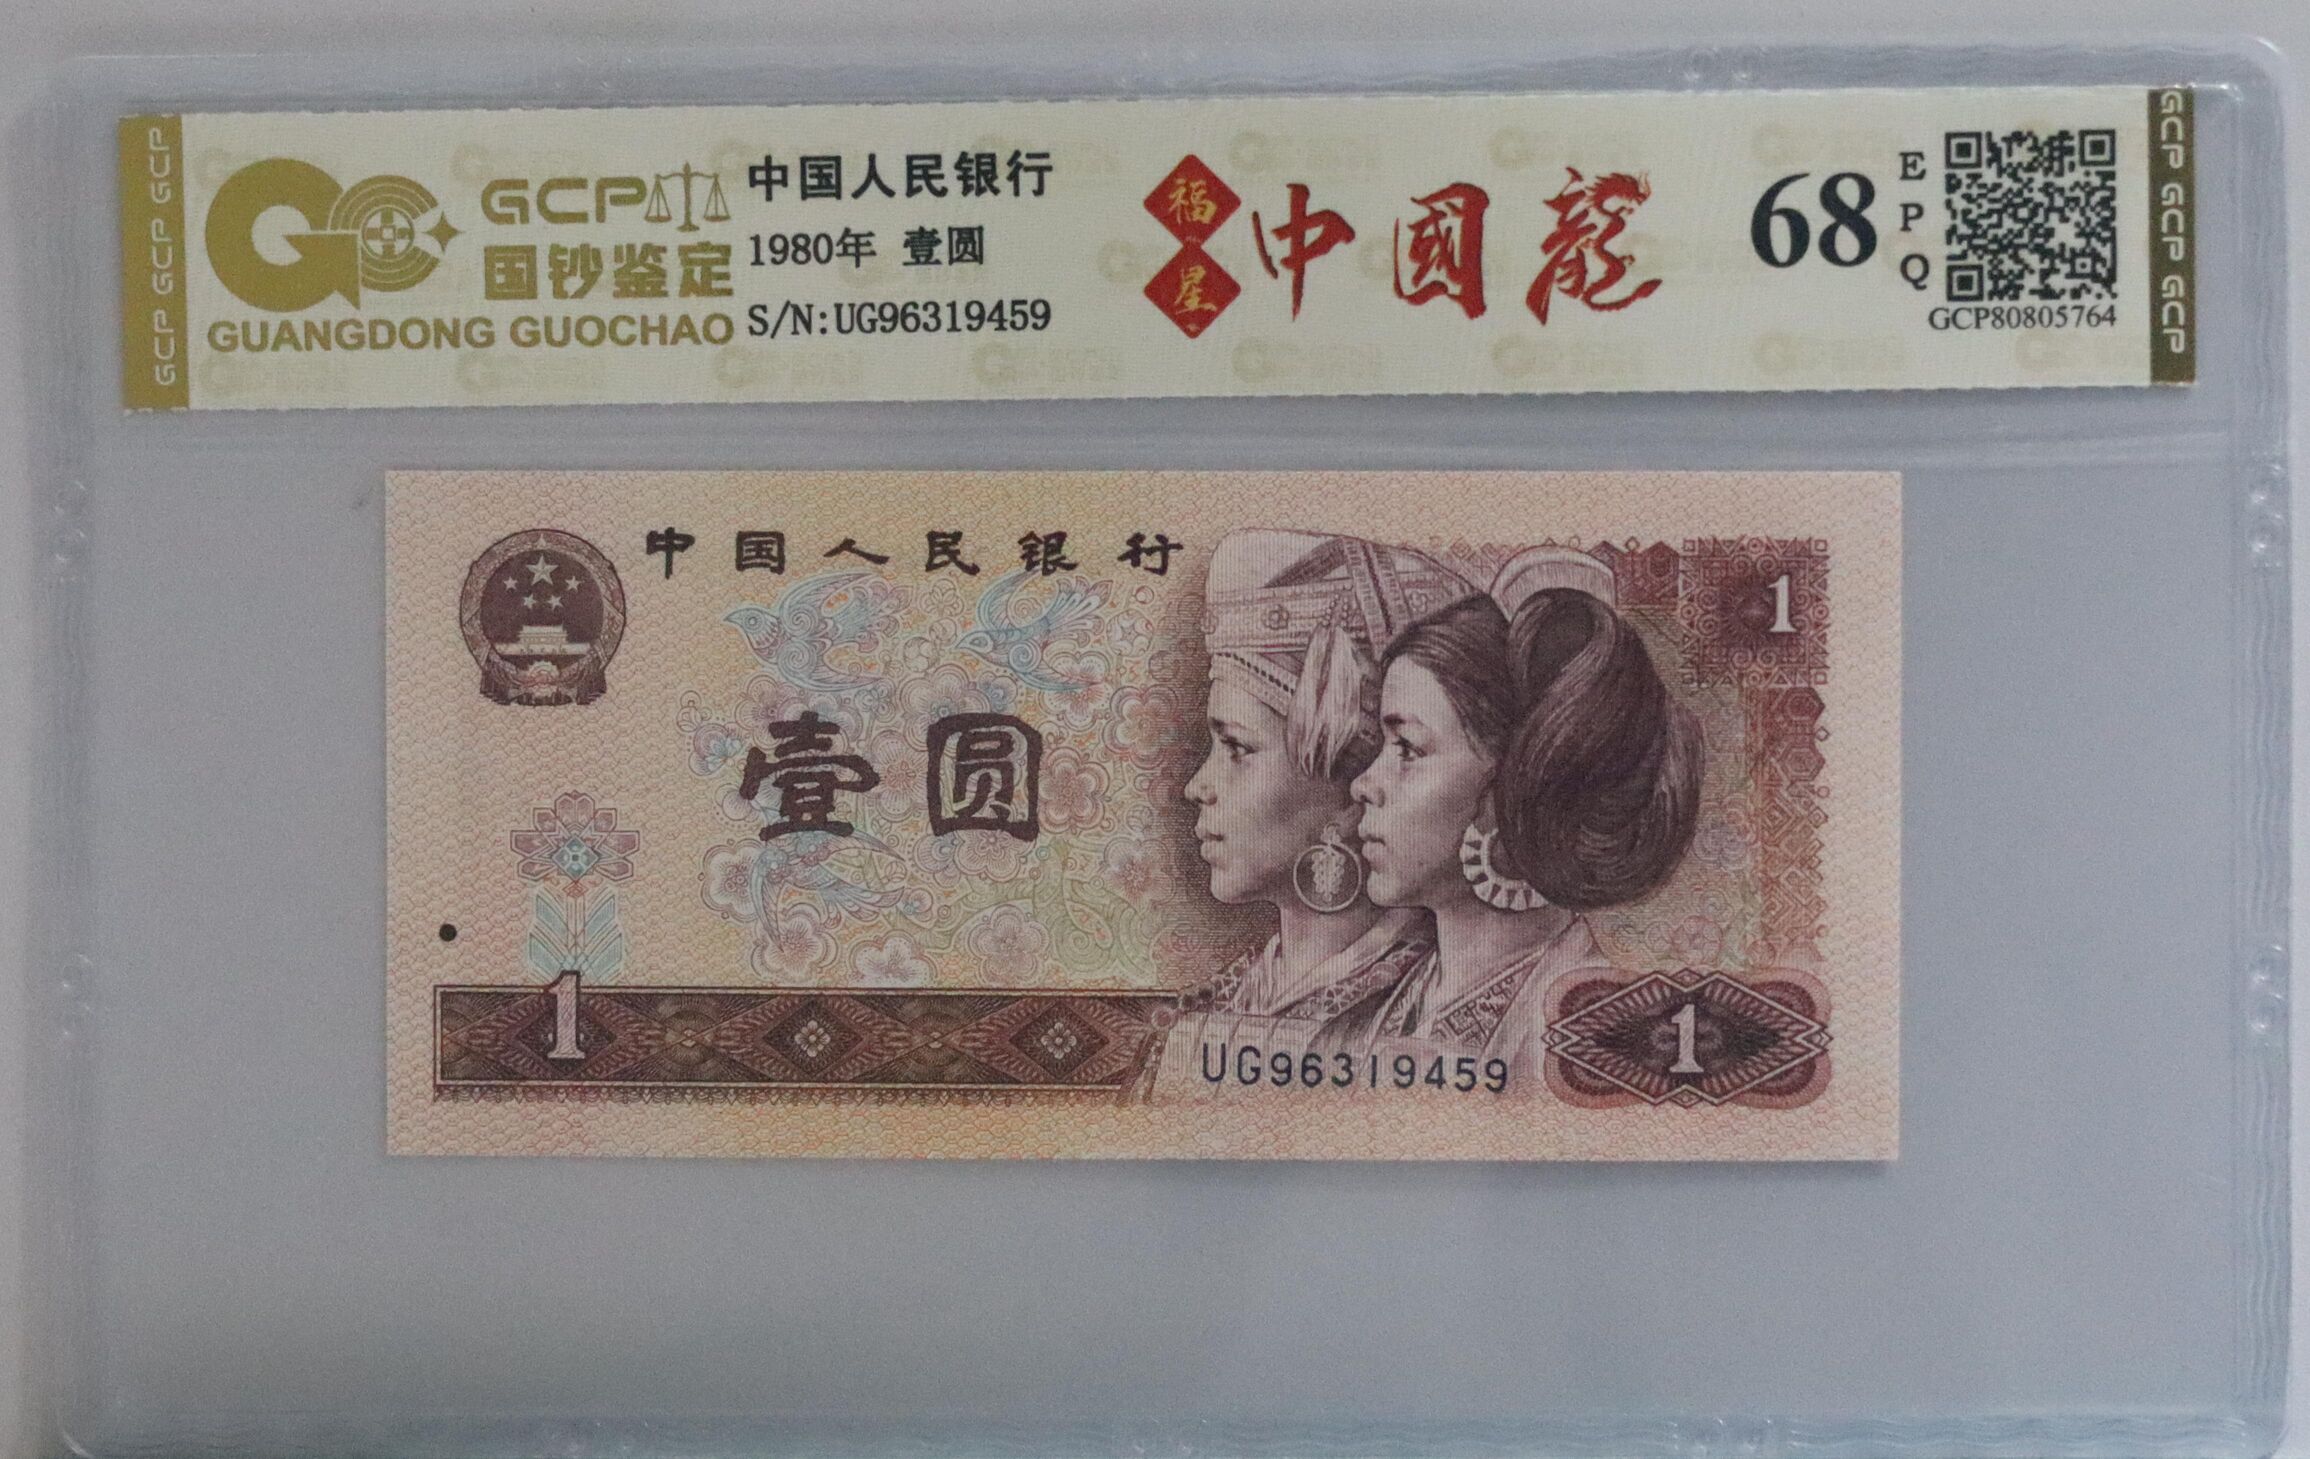 GCP GCP GCP
GCP
国钞鉴定
GUANGDONG GUOCHAO
中国人民银行
1980年 壹圆
S/N:UG96319459
福星
中國龍
68
EPQ
GCP80805764
GCP GCP GCP
中国人民银行
壹圆
1
1
1
UG96319459